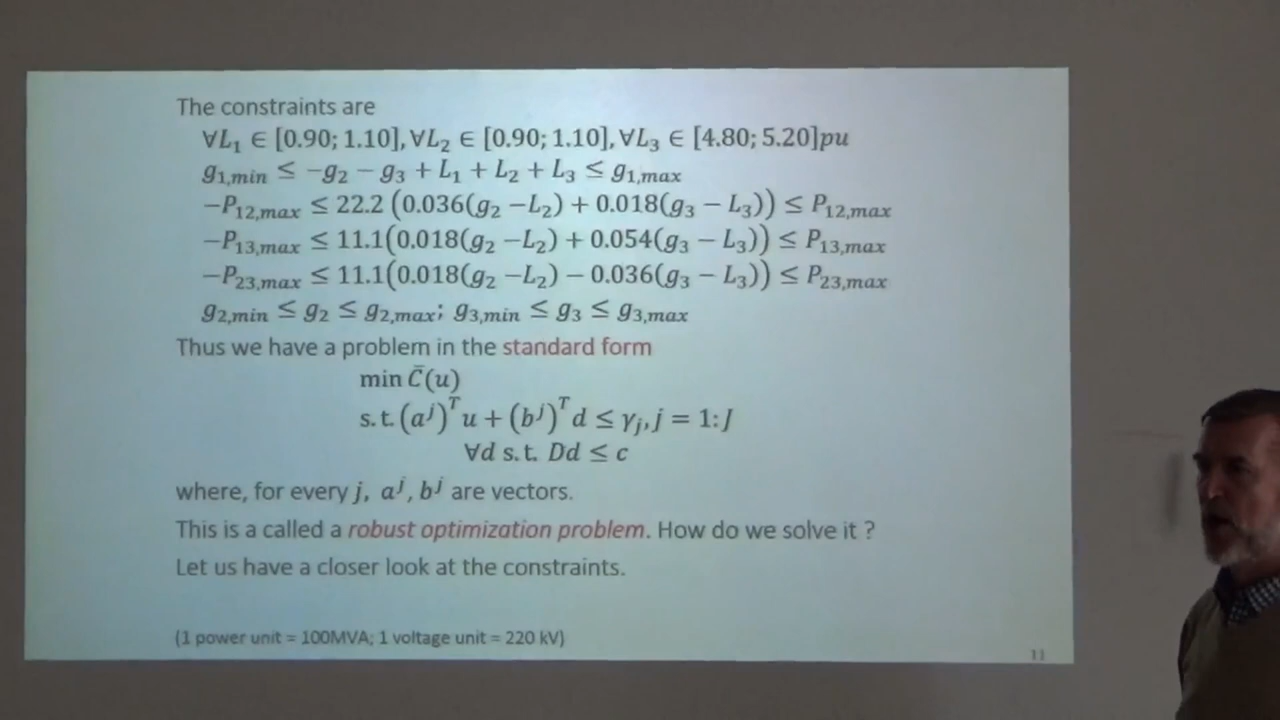 The constraints are
∀L₁ ∈ [0.90; 1.10], ∀L₂ ∈ [0.90; 1.10], ∀L₃ ∈ [4.80; 5.20]pu
g₁,min ≤ −g₂ − g₃ + L₁ + L₂ + L₃ ≤ g₁,max
−P₁₂,max ≤ 22.2 (0.036(g₂ − L₂) + 0.018(g₃ − L₃)) ≤ P₁₂,max
−P₁₃,max ≤ 11.1(0.018(g₂ − L₂) + 0.054(g₃ − L₃)) ≤ P₁₃,max
−P₂₃,max ≤ 11.1(0.018(g₂ − L₂) − 0.036(g₃ − L₃)) ≤ P₂₃,max
g₂,min ≤ g₂ ≤ g₂,max; g₃,min ≤ g₃ ≤ g₃,max
Thus we have a problem in the standard form
min C̄(u)
s.t. (aʲ)ᵀ u + (bʲ)ᵀ d ≤ γⱼ, j = 1:J
∀d s.t. Dd ≤ c
where, for every j, aʲ, bʲ are vectors.
This is a called a robust optimization problem. How do we solve it ?
Let us have a closer look at the constraints.
(1 power unit = 100MVA; 1 voltage unit = 220 kV)
11